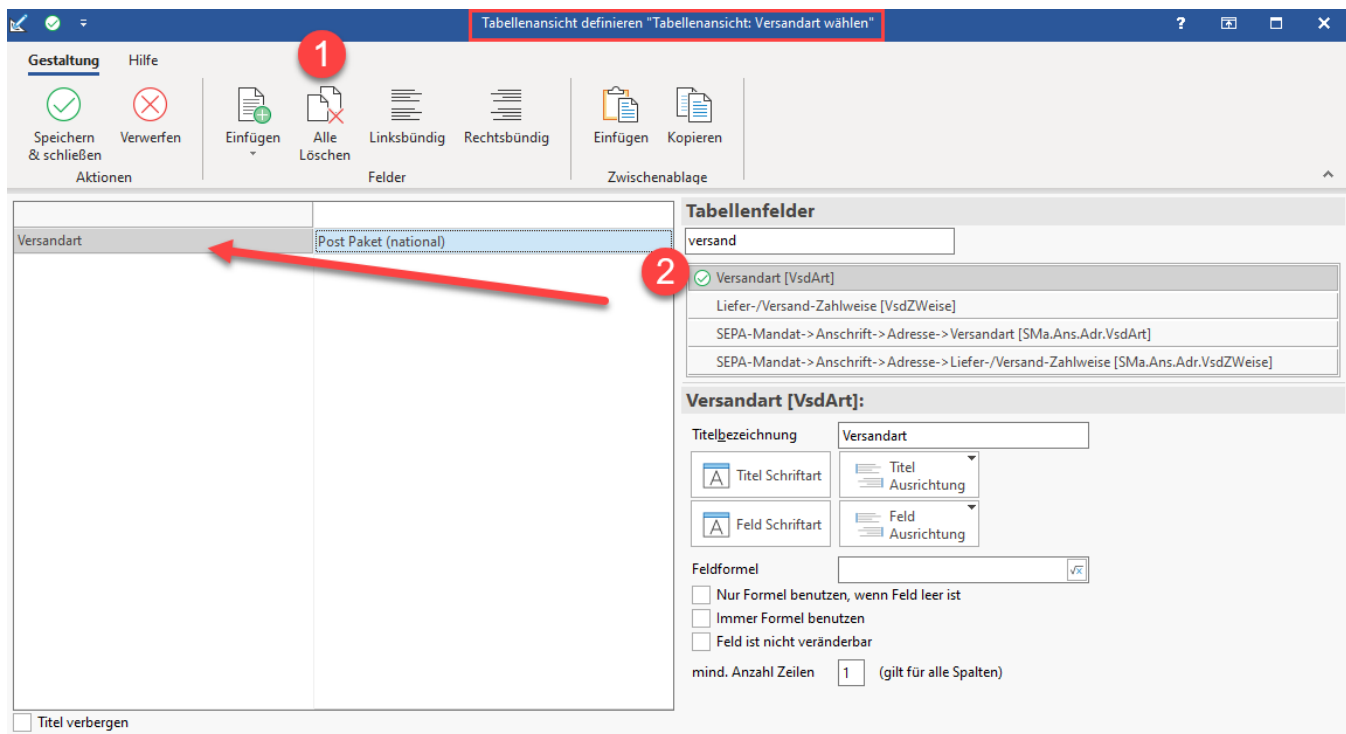 Tabellenansicht definieren "Tabellenansicht: Versandart wählen"
?
Gestaltung Hilfe
1
Speichern & schließen
Verwerfen
Einfügen
Alle Löschen
Linksbündig
Rechtsbündig
Einfügen
Kopieren
Aktionen
Felder
Zwischenablage
Versandart
Post Paket (national)
Titel verbergen
Tabellenfelder
versand
2
Versandart [VsdArt]
Liefer-/Versand-Zahlweise [VsdZWeise]
SEPA-Mandat->Anschrift->Adresse->Versandart [SMa.Ans.Adr.VsdArt]
SEPA-Mandat->Anschrift->Adresse->Liefer-/Versand-Zahlweise [SMa.Ans.Adr.VsdZWeise]
Versandart [VsdArt]:
Titelbezeichnung Versandart
A Titel Schriftart
Titel Ausrichtung
A Feld Schriftart
Feld Ausrichtung
Feldformel √x
Nur Formel benutzen, wenn Feld leer ist
Immer Formel benutzen
Feld ist nicht veränderbar
mind. Anzahl Zeilen 1 (gilt für alle Spalten)